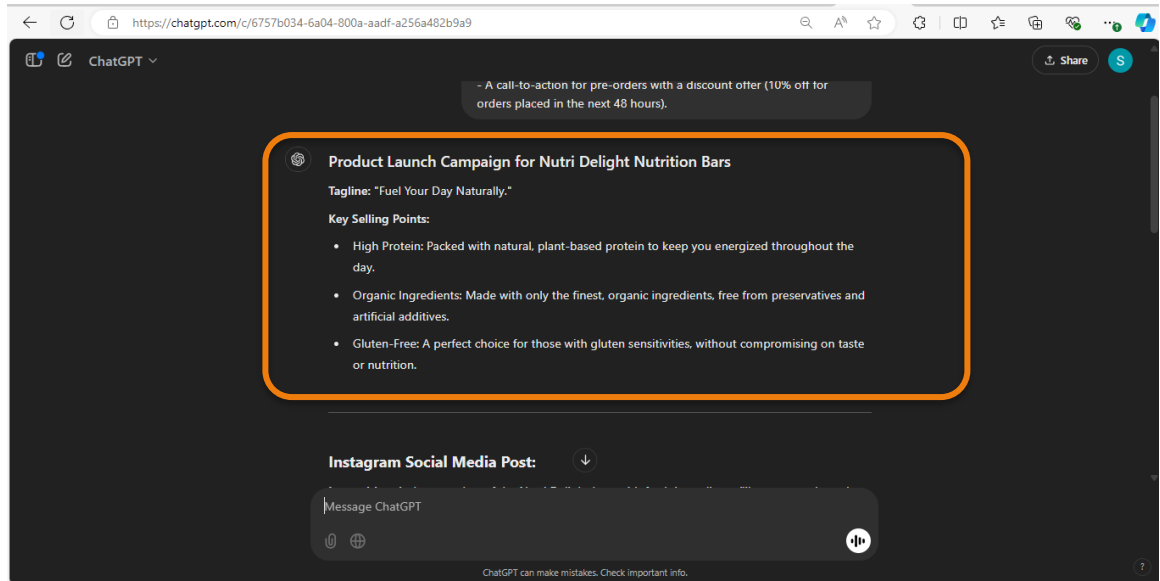 https://chatgpt.com/c/6757b034-6a04-800a-aadf-a256a482b9a9
ChatGPT
Share
S
- A call-to-action for pre-orders with a discount offer (10% off for
orders placed in the next 48 hours).
Product Launch Campaign for Nutri Delight Nutrition Bars
Tagline: "Fuel Your Day Naturally."
Key Selling Points:
• High Protein: Packed with natural, plant-based protein to keep you energized throughout the
day.
• Organic Ingredients: Made with only the finest, organic ingredients, free from preservatives and
artificial additives.
• Gluten-Free: A perfect choice for those with gluten sensitivities, without compromising on taste
or nutrition.
Instagram Social Media Post:
Message ChatGPT
ChatGPT can make mistakes. Check important info.
?